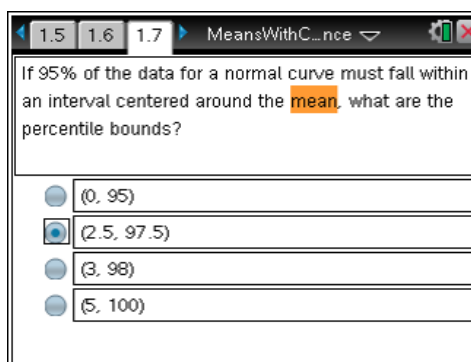 1.5 1.6 1.7 MeansWithC...nce
If 95% of the data for a normal curve must fall within
an interval centered around the mean, what are the
percentile bounds?
(0, 95)
(2.5, 97.5)
(3, 98)
(5, 100)